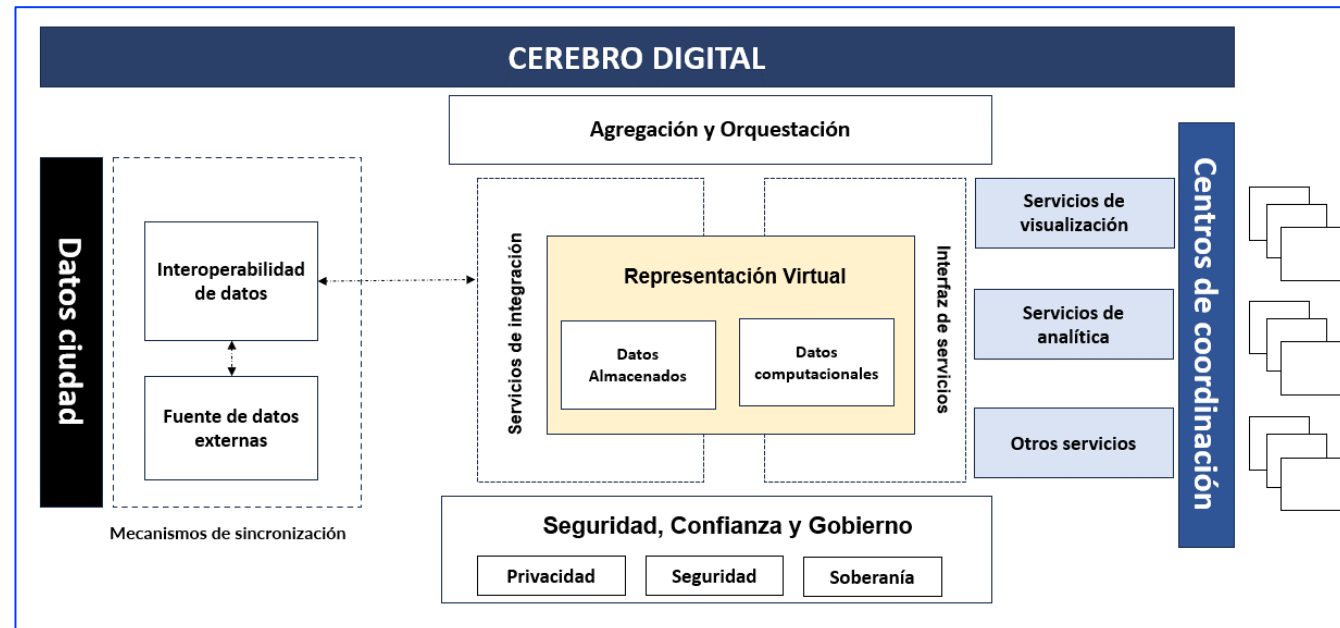 CEREBRO DIGITAL
Agregación y Orquestación
Datos ciudad
Interoperabilidad
de datos
Fuente de datos
externas
Mecanismos de sincronización
Servicios de integración
Representación Virtual
Datos
Almacenados
Datos
computacionales
Interfaz de servicios
Servicios de
visualización
Servicios de
analítica
Otros servicios
Centros de coordinación
Seguridad, Confianza y Gobierno
Privacidad
Seguridad
Soberanía